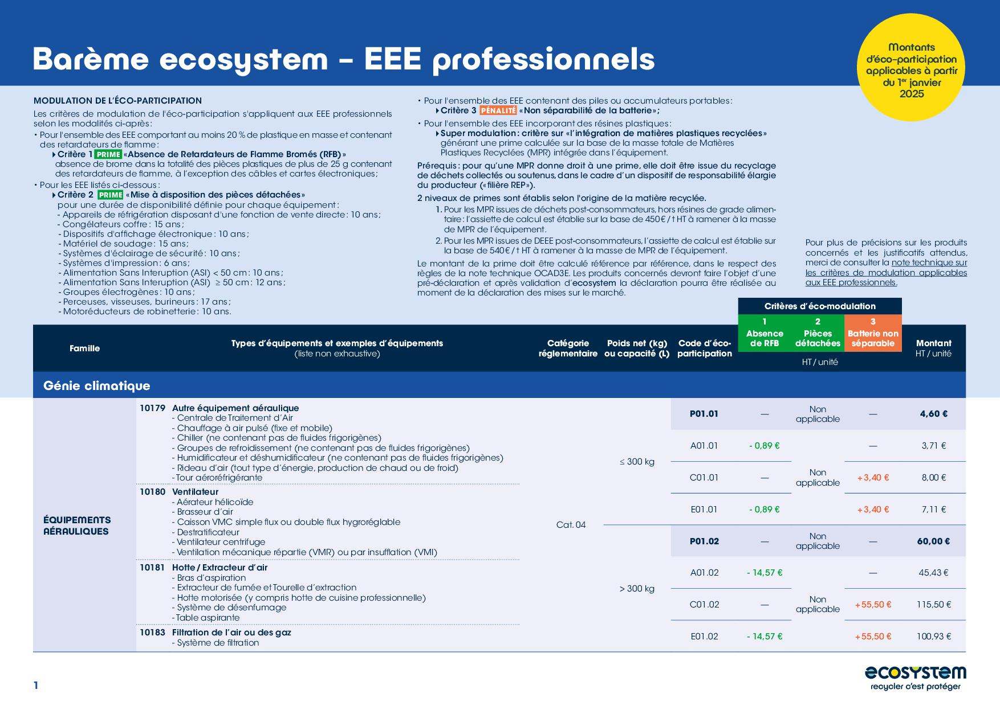 Barème ecosystem – EEE professionnels
Montants
d'éco-participation
applicables à partir
du 1er janvier
2025
MODULATION DE L'ÉCO-PARTICIPATION
Les critères de modulation de l'éco-participation s'appliquent aux EEE professionnels
selon les modalités ci-après :
• Pour l'ensemble des EEE comportant au moins 20 % de plastique en masse et contenant
des retardateurs de flamme :
Critère 1 PRIME «Absence de Retardateurs de Flamme Bromés (RFB)»
absence de brome dans la totalité des pièces plastiques de plus de 25 g contenant
des retardateurs de flamme, à l'exception des câbles et cartes électroniques ;
• Pour les EEE listés ci-dessous :
Critère 2 PRIME «Mise à disposition des pièces détachées»
pour une durée de disponibilité définie pour chaque équipement :
- Appareils de réfrigération disposant d'une fonction de vente directe : 10 ans ;
- Congélateurs coffre : 15 ans ;
- Dispositifs d'affichage électronique : 10 ans ;
- Matériel de soudage : 15 ans ;
- Systèmes d'éclairage de sécurité : 10 ans ;
- Systèmes d'impression : 6 ans ;
- Alimentation Sans Interuption (ASI) < 50 cm : 10 ans ;
- Alimentation Sans Interuption (ASI) ≥ 50 cm : 12 ans ;
- Groupes électrogènes : 10 ans ;
- Perceuses, visseuses, burineurs : 17 ans ;
- Motoréducteurs de robinetterie : 10 ans.
• Pour l'ensemble des EEE contenant des piles ou accumulateurs portables :
Critère 3 PÉNALITÉ «Non séparabilité de la batterie» ;
• Pour l'ensemble des EEE incorporant des résines plastiques :
Super modulation : critère sur «l'intégration de matières plastiques recyclées»
générant une prime calculée sur la base de la masse totale de Matières
Plastiques Recyclées (MPR) intégrée dans l'équipement.
Prérequis : pour qu'une MPR donne droit à une prime, elle doit être issue du recyclage
de déchets collectés ou soutenus, dans le cadre d'un dispositif de responsabilité élargie
du producteur («filière REP»).
2 niveaux de primes sont établis selon l'origine de la matière recyclée.
1. Pour les MPR issues de déchets post-consommateurs, hors résines de grade alimen-
taire : l'assiette de calcul est établie sur la base de 450€ / t HT à ramener à la masse
de MPR de l'équipement.
2. Pour les MPR issues de DEEE post-consommateurs, l'assiette de calcul est établie sur
la base de 540€ / t HT à ramener à la masse de MPR de l'équipement.
Le montant de la prime doit être calculé référence par référence, dans le respect des
règles de la note technique OCAD3E. Les produits concernés devront faire l'objet d'une
pré-déclaration et après validation d'ecosystem la déclaration pourra être réalisée au
moment de la déclaration des mises sur le marché.
Pour plus de précisions sur les produits
concernés et les justificatifs attendus,
merci de consulter la note technique sur
les critères de modulation applicables
aux EEE professionnels.
Critères d'éco-modulation
Famille
Types d'équipements et exemples d'équipements
(liste non exhaustive)
Catégorie
réglementaire
Poids net (kg)
ou capacité (L)
Code d'éco-
participation
1
Absence
de RFB
2
Pièces
détachées
3
Batterie non
séparable
HT / unité
Montant
HT / unité
Génie climatique
ÉQUIPEMENTS
AÉRAULIQUES
10179 Autre équipement aéraulique
- Centrale de Traitement d'Air
- Chauffage à air pulsé (fixe et mobile)
- Chiller (ne contenant pas de fluides frigorigènes)
- Groupes de refroidissement (ne contenant pas de fluides frigorigènes)
- Humidificateur et déshumidificateur (ne contenant pas de fluides frigorigènes)
- Rideau d'air (tout type d'énergie, production de chaud ou de froid)
- Tour aéroréfrigérante
10180 Ventilateur
- Aérateur hélicoïde
- Brasseur d'air
- Caisson VMC simple flux ou double flux hygroréglable
- Destratificateur
- Ventilateur centrifuge
- Ventilation mécanique répartie (VMR) ou par insufflation (VMI)
10181 Hotte / Extracteur d'air
- Bras d'aspiration
- Extracteur de fumée et Tourelle d'extraction
- Hotte motorisée (y compris hotte de cuisine professionnelle)
- Système de désenfumage
- Table aspirante
10183 Filtration de l'air ou des gaz
- Système de filtration
Cat. 04
≤ 300 kg
P01.01 — Non applicable — 4,60 €
A01.01 - 0,89 € — 3,71 €
Non
applicable
C01.01 — +3,40 € 8,00 €
E01.01 - 0,89 € +3,40 € 7,11 €
> 300 kg
P01.02 — Non applicable — 60,00 €
A01.02 - 14,57 € — 45,43 €
Non
applicable
C01.02 — +55,50 € 115,50 €
E01.02 - 14,57 € +55,50 € 100,93 €
1
ecosystem
recycler c'est protéger